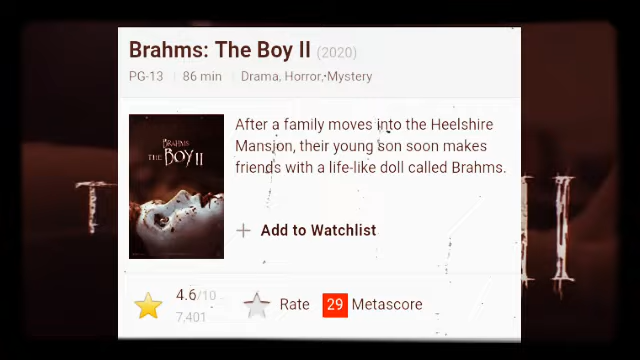 Brahms: The Boy II (2020)
PG-13 86 min Drama, Horror, Mystery
After a family moves into the Heelshire
Mansion, their young son soon makes
friends with a life-like doll called Brahms.
BRAHMS
THE BOY II
+ Add to Watchlist
4.6/10
7,401
Rate 29 Metascore
T
II